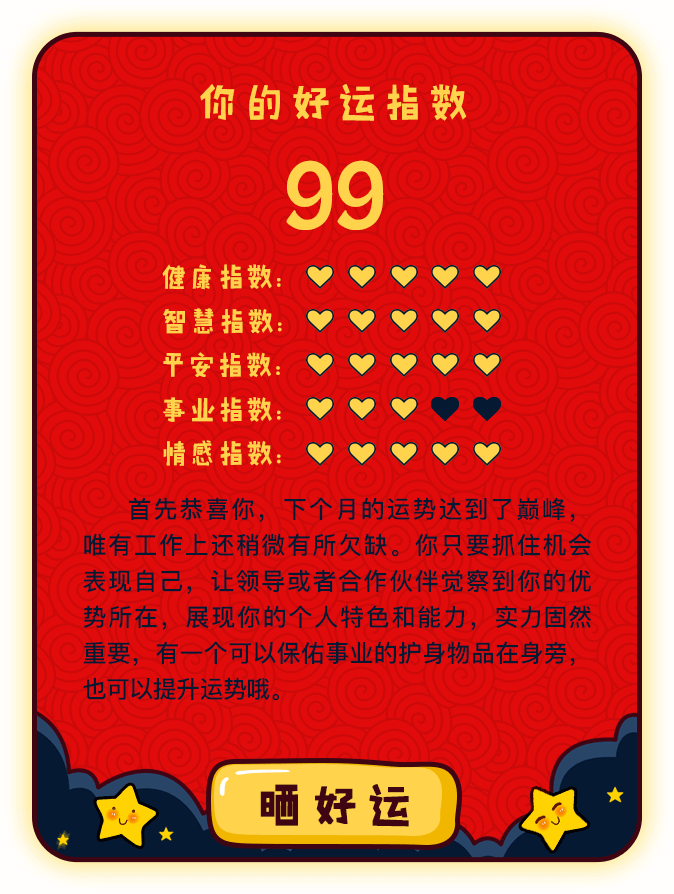 你的好运指数
99
健康指数：
智慧指数：
平安指数：
事业指数：
情感指数：
首先恭喜你，下个月的运势达到了巅峰，
唯有工作上还稍微有所欠缺。你只要抓住机会
表现自己，让领导或者合作伙伴觉察到你的优
势所在，展现你的个人特色和能力，实力固然
重要，有一个可以保佑事业的护身物品在身旁，
也可以提升运势哦。
晒好运